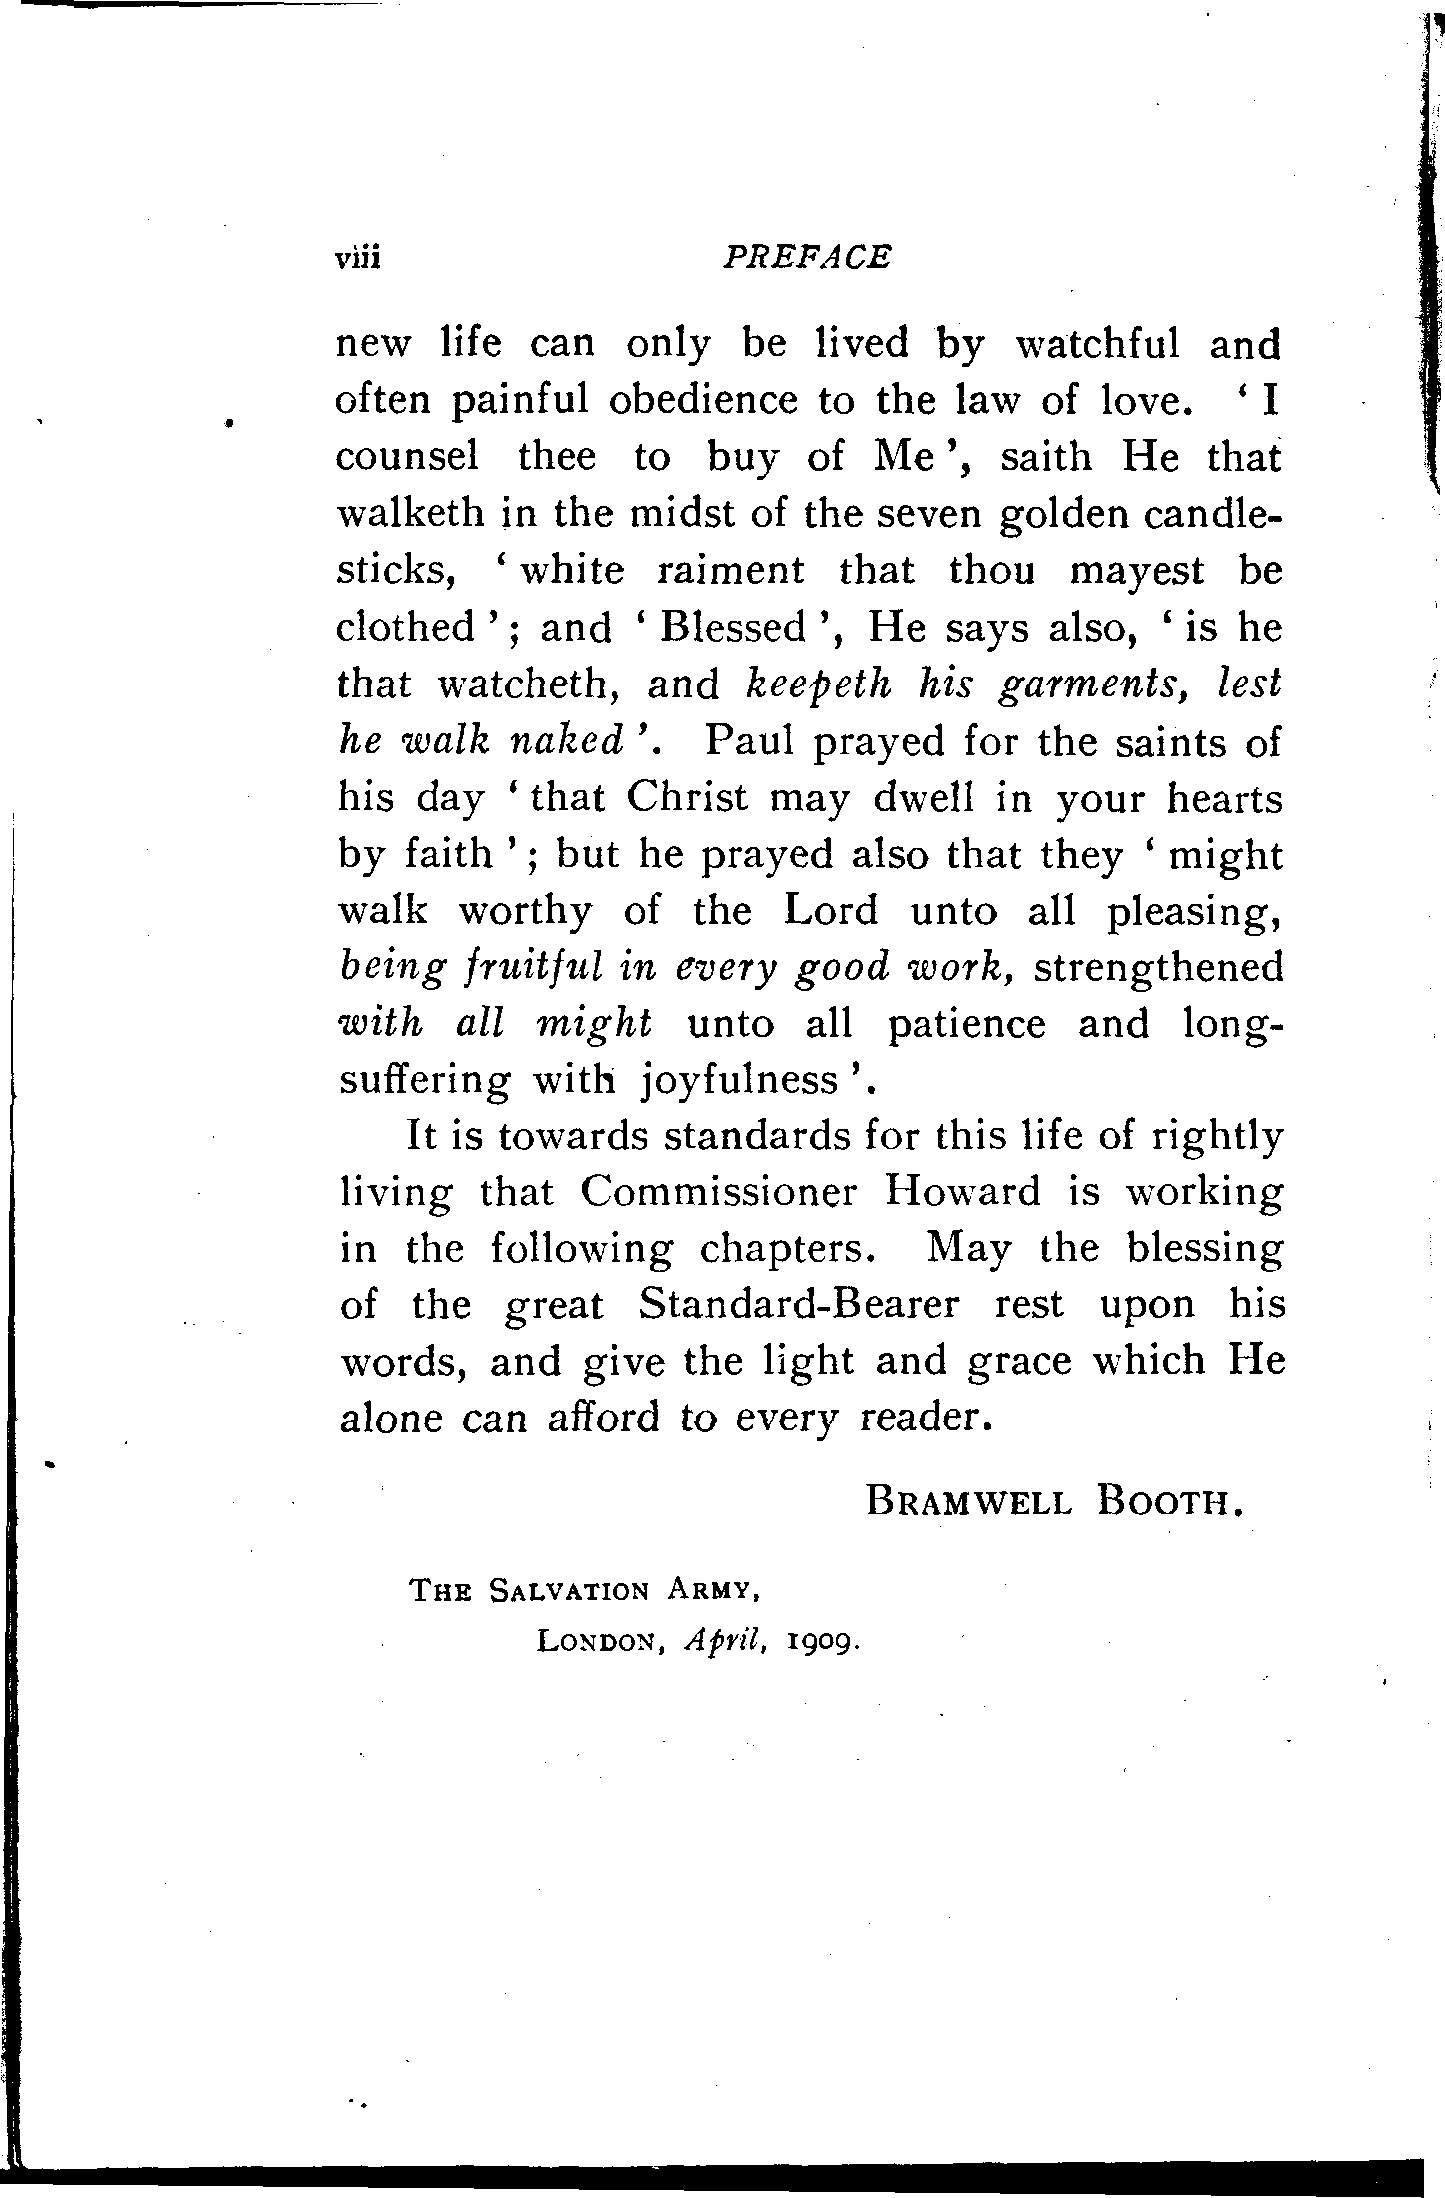 viii PREFACE
new life can only be lived by watchful and
often painful obedience to the law of love. ‘ I
counsel thee to buy of Me ’, saith He that
walketh in the midst of the seven golden candle-
sticks, ‘ white raiment that thou mayest be
clothed ’ ; and ‘ Blessed ’, He says also, ‘ is he
that watcheth, and keepeth his garments, lest
he walk naked ’. Paul prayed for the saints of
his day ‘ that Christ may dwell in your hearts
by faith ’ ; but he prayed also that they ‘ might
walk worthy of the Lord unto all pleasing,
being fruitful in every good work, strengthened
with all might unto all patience and long-
suffering with joyfulness ’.
It is towards standards for this life of rightly
living that Commissioner Howard is working
in the following chapters. May the blessing
of the great Standard-Bearer rest upon his
words, and give the light and grace which He
alone can afford to every reader.
BRAMWELL BOOTH.
THE SALVATION ARMY,
LONDON, April, 1909.